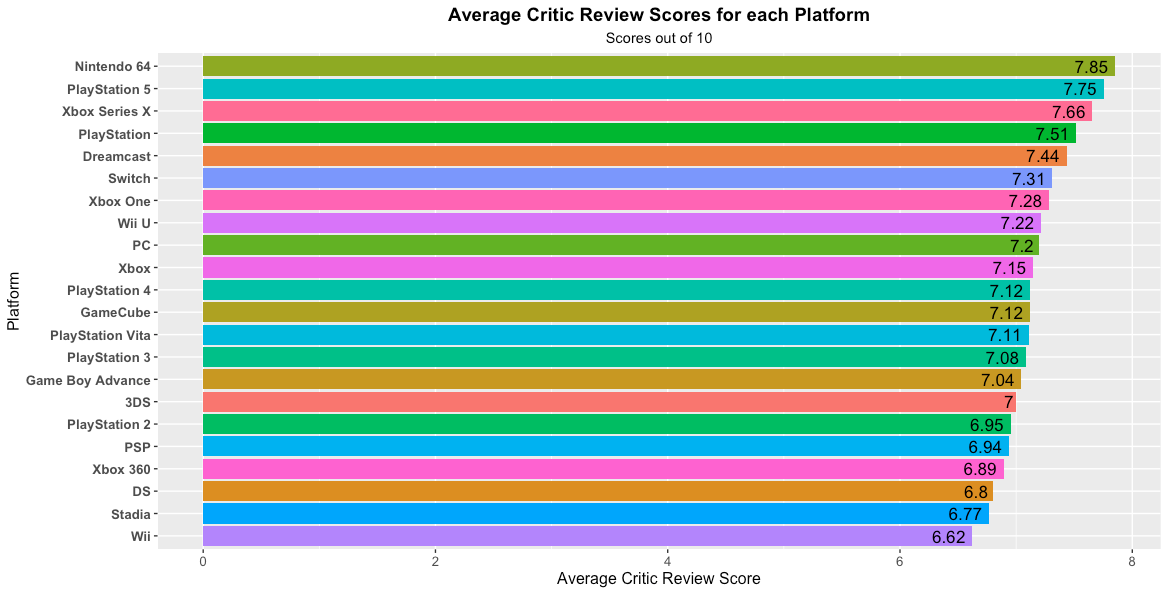 Average Critic Review Scores for each Platform
Scores out of 10
Platform
Nintendo 64 7.85
PlayStation 5 7.75
Xbox Series X 7.66
PlayStation 7.51
Dreamcast 7.44
Switch 7.31
Xbox One 7.28
Wii U 7.22
PC 7.2
Xbox 7.15
PlayStation 4 7.12
GameCube 7.12
PlayStation Vita 7.11
PlayStation 3 7.08
Game Boy Advance 7.04
3DS 7
PlayStation 2 6.95
PSP 6.94
Xbox 360 6.89
DS 6.8
Stadia 6.77
Wii 6.62
0 2 4 6 8
Average Critic Review Score